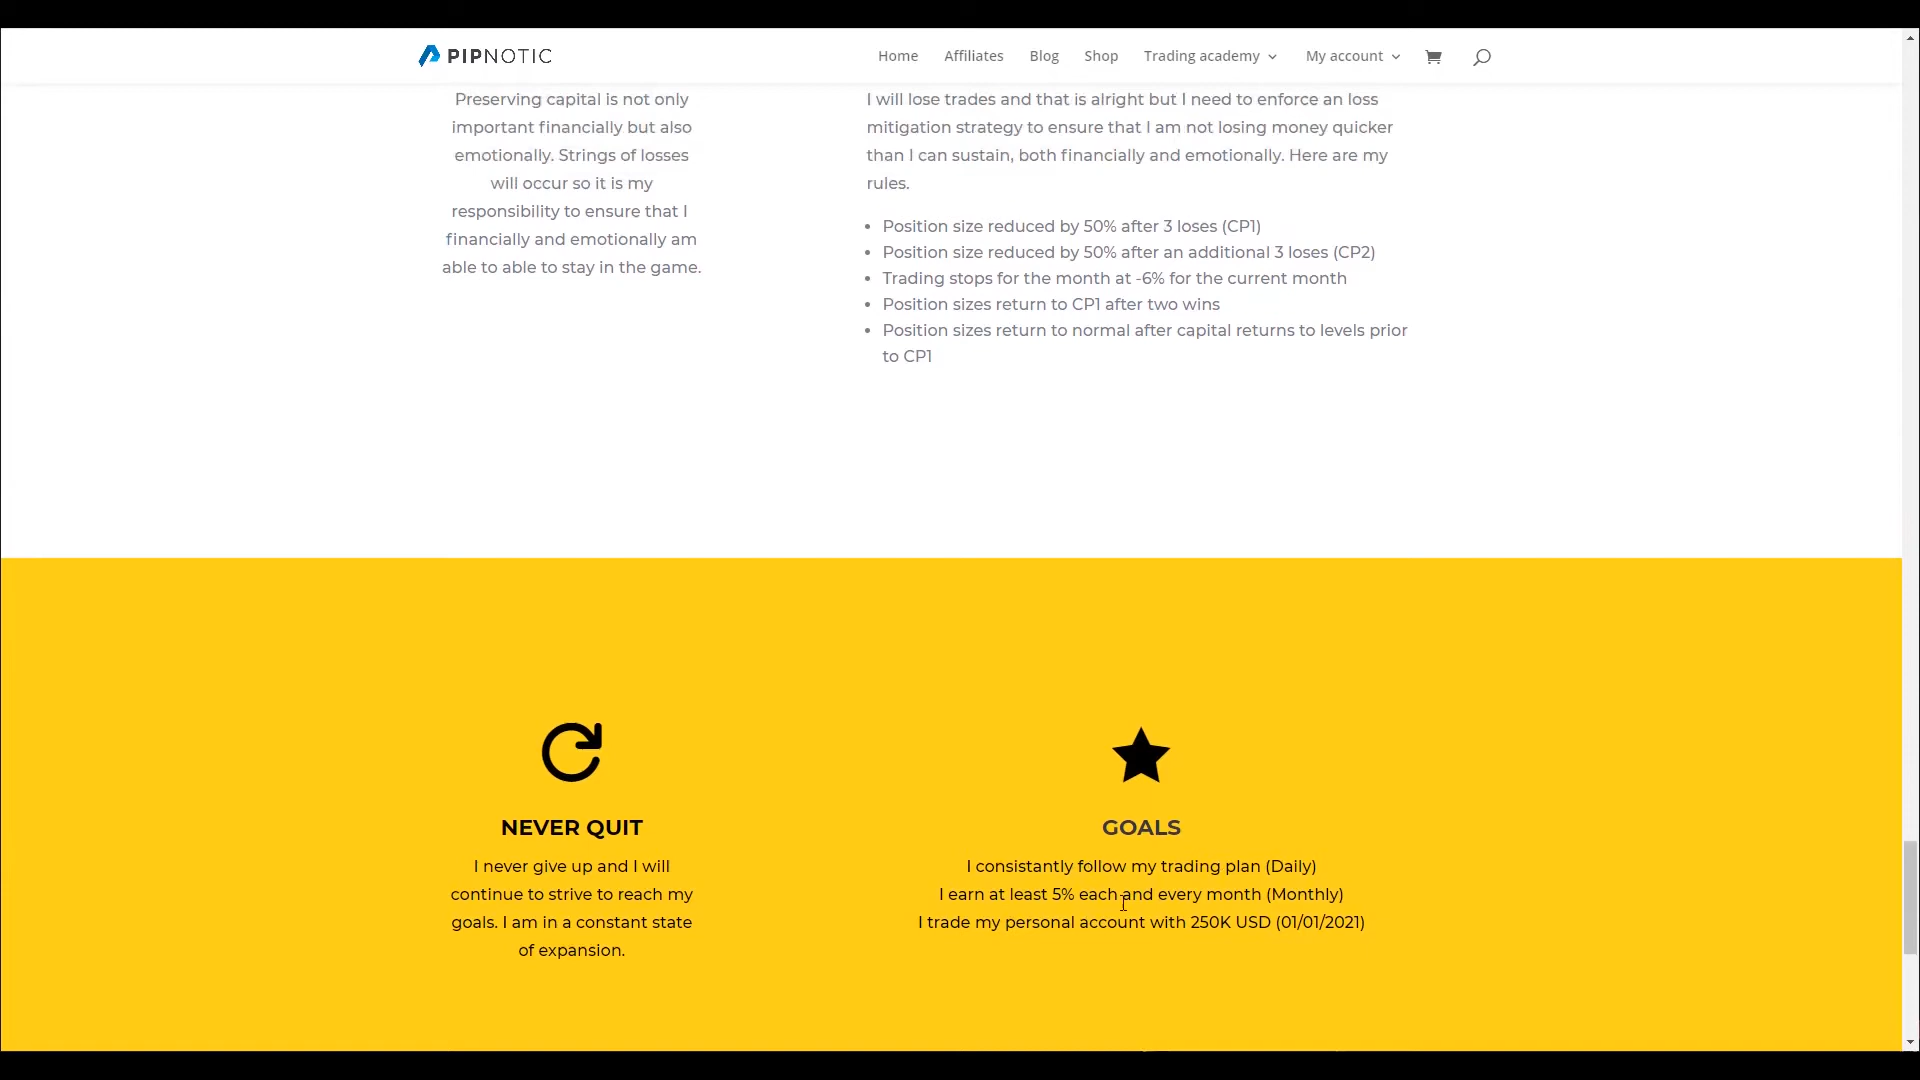 PIPNOTIC
Home Affiliates Blog Shop Trading academy My account
Preserving capital is not only
important financially but also
emotionally. Strings of losses
will occur so it is my
responsibility to ensure that I
financially and emotionally am
able to able to stay in the game.
I will lose trades and that is alright but I need to enforce an loss
mitigation strategy to ensure that I am not losing money quicker
than I can sustain, both financially and emotionally. Here are my
rules.
• Position size reduced by 50% after 3 loses (CP1)
• Position size reduced by 50% after an additional 3 loses (CP2)
• Trading stops for the month at -6% for the current month
• Position sizes return to CP1 after two wins
• Position sizes return to normal after capital returns to levels prior
to CP1
NEVER QUIT
I never give up and I will
continue to strive to reach my
goals. I am in a constant state
of expansion.
GOALS
I consistantly follow my trading plan (Daily)
I earn at least 5% each and every month (Monthly)
I trade my personal account with 250K USD (01/01/2021)